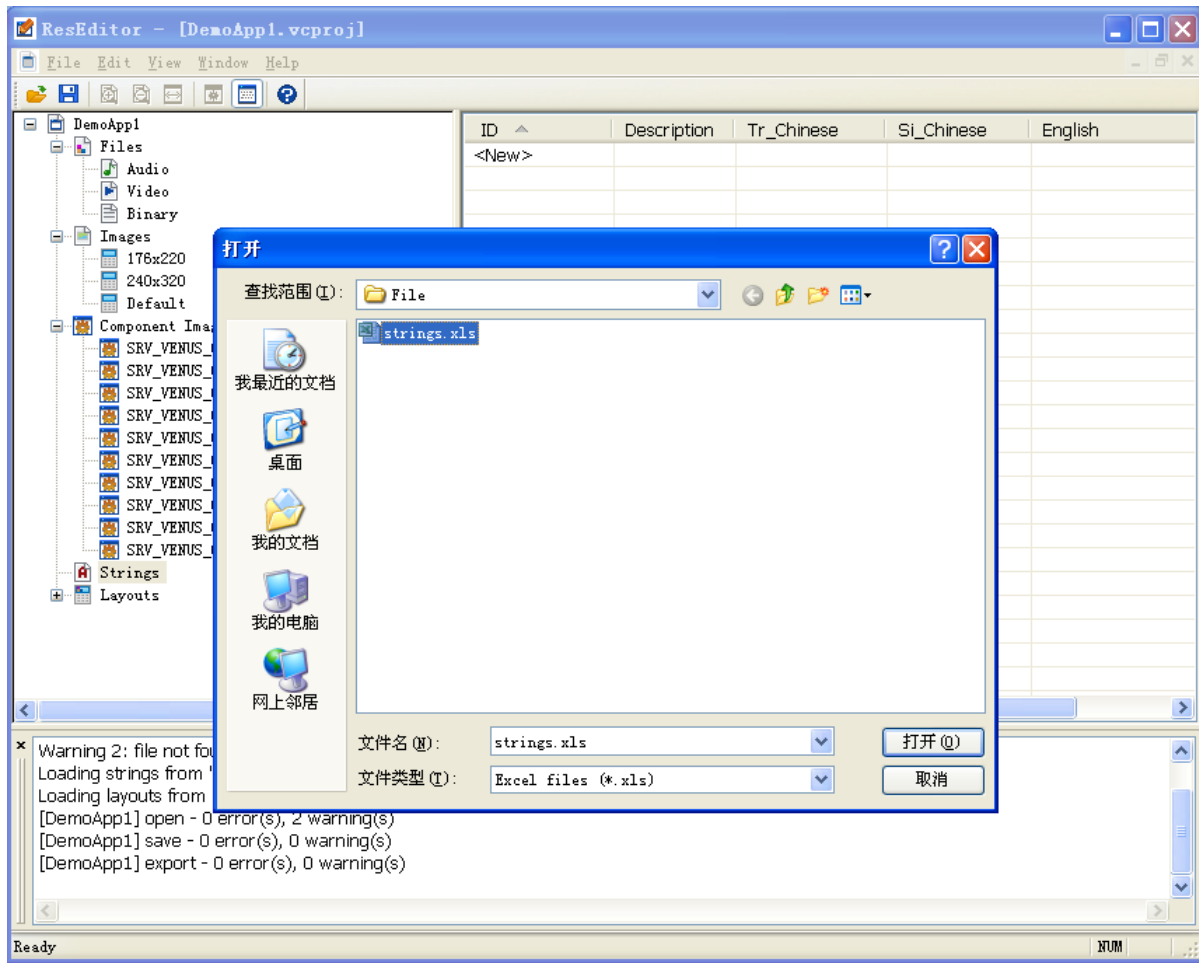 ResEditor - [DemoApp1.vcproj]
File Edit View Window Help
DemoApp1
Files
Audio
Video
Binary
Images
176x220
240x320
Default
Component Ima
SRV_VENUS_
SRV_VENUS_
SRV_VENUS_
SRV_VENUS_
SRV_VENUS_
SRV_VENUS_
SRV_VENUS_
SRV_VENUS_
SRV_VENUS_
SRV_VENUS_
Strings
Layouts
ID Description Tr_Chinese Si_Chinese English
<New>
打开
查找范围(I): File
strings.xls
我最近的文档
桌面
我的文档
我的电脑
网上邻居
文件名(N): strings.xls 打开(O)
文件类型(T): Excel files (*.xls) 取消
Warning 2: file not fou
Loading strings from '
Loading layouts from
[DemoApp1] open - 0 error(s), 2 warning(s)
[DemoApp1] save - 0 error(s), 0 warning(s)
[DemoApp1] export - 0 error(s), 0 warning(s)
Ready NUM